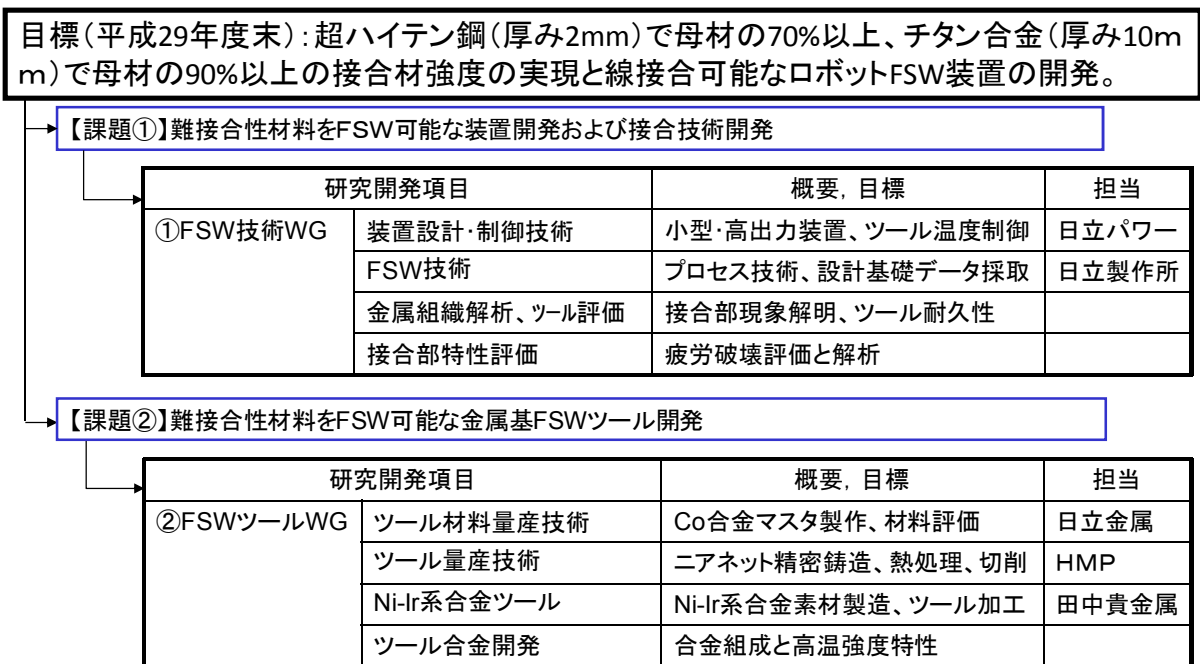 目標（平成29年度末）：超ハイテン鋼（厚み2mm）で母材の70%以上、チタン合金（厚み10m
m）で母材の90%以上の接合材強度の実現と線接合可能なロボットFSW装置の開発。
【課題①】難接合性材料をFSW可能な装置開発および接合技術開発
研究開発項目 概要，目標 担当
①FSW技術WG 装置設計・制御技術 小型・高出力装置、ツール温度制御 日立パワー
FSW技術 プロセス技術、設計基礎データ採取 日立製作所
金属組織解析、ﾂｰﾙ評価 接合部現象解明、ツール耐久性
接合部特性評価 疲労破壊評価と解析
【課題②】難接合性材料をFSW可能な金属基FSWツール開発
研究開発項目 概要，目標 担当
②FSWツールWG ツール材料量産技術 Co合金マスタ製作、材料評価 日立金属
ツール量産技術 ニアネット精密鋳造、熱処理、切削 HMP
Ni-Ir系合金ツール Ni-Ir系合金素材製造、ツール加工 田中貴金属
ツール合金開発 合金組成と高温強度特性